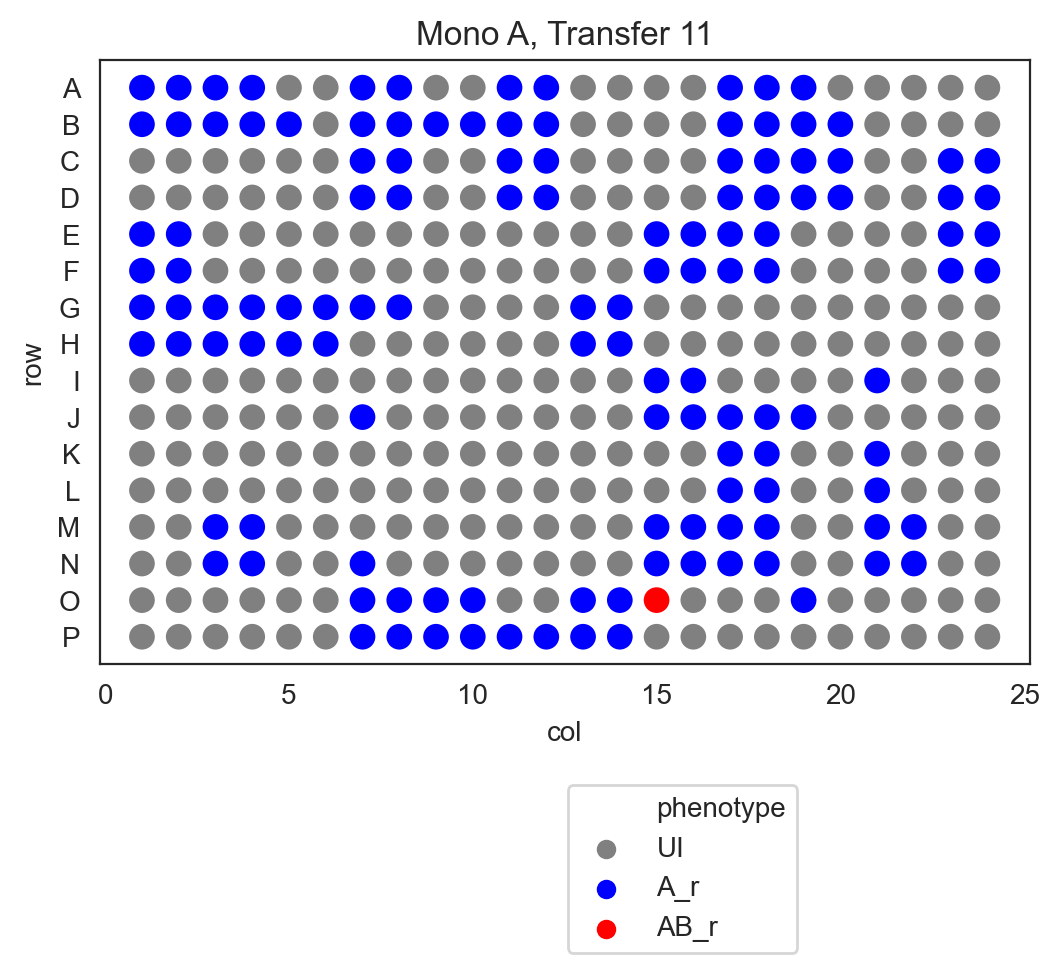 Mono A, Transfer 11
row
A
B
C
D
E
F
G
H
I
J
K
L
M
N
O
P
0 5 10 15 20 25
col
phenotype
UI
A_r
AB_r